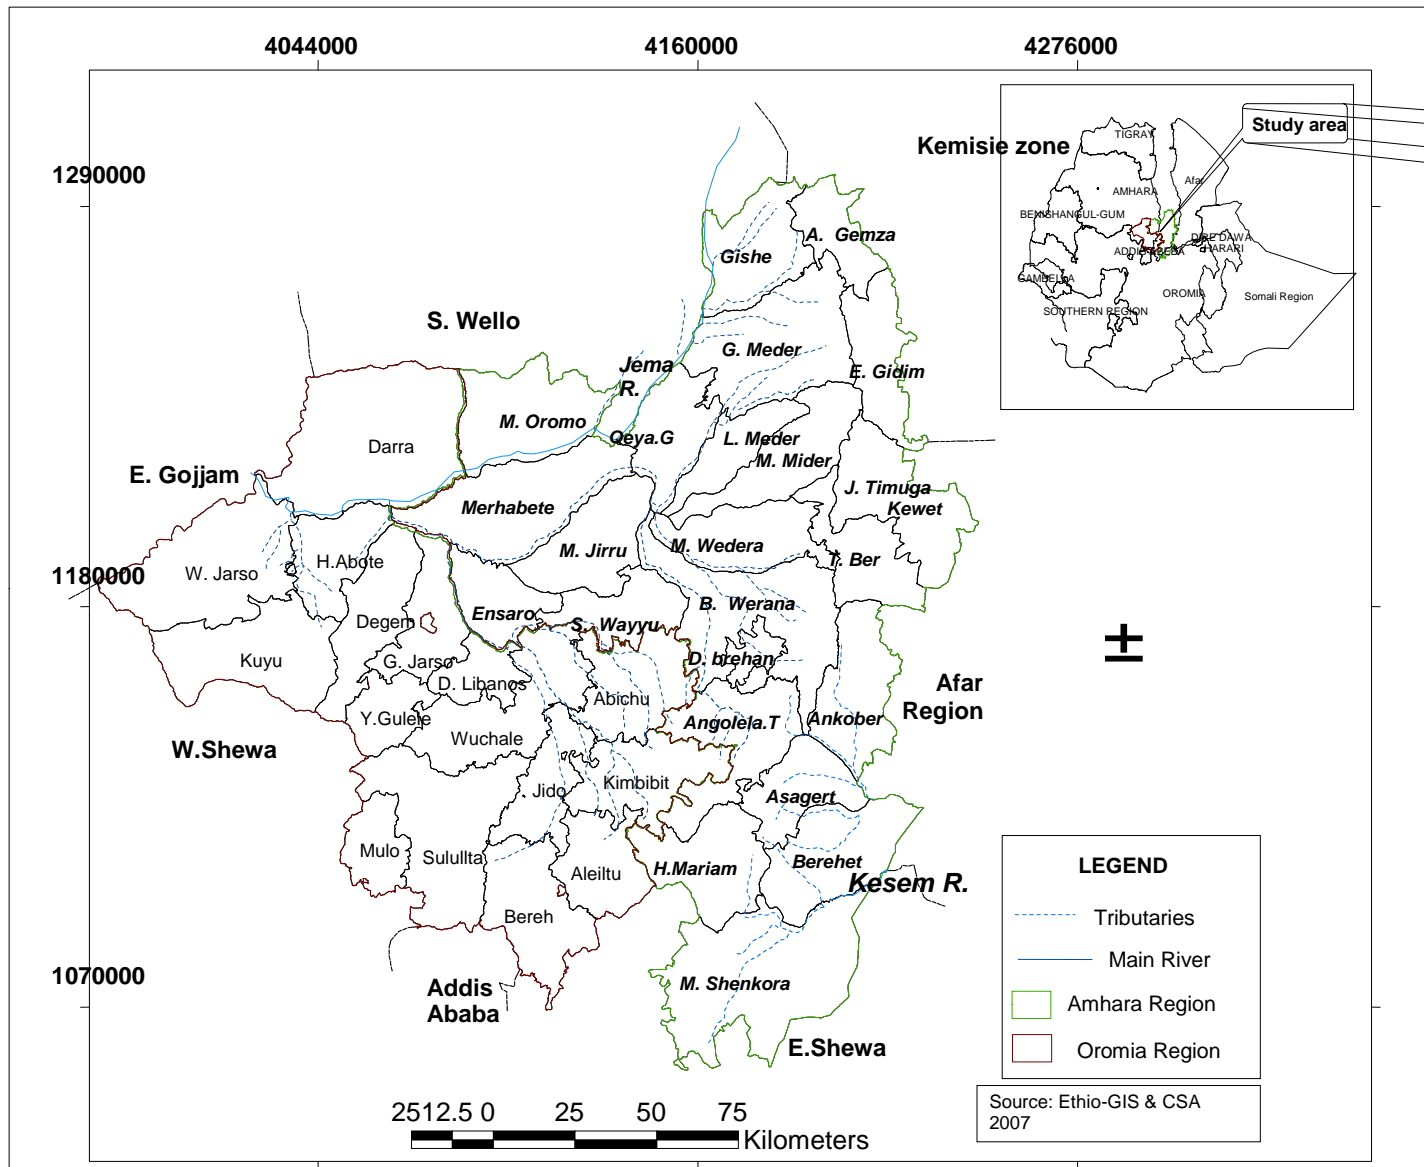 4044000 4160000 4276000
1290000
1180000
1070000
Kemisie zone
Study area
TIGRAY
Afar
AMHARA
BENISHANGUL-GUM
DIRE DAWA
HARARI
ADDIS ABEBA
GAMBELLA
OROMIA
Somali Region
SOUTHERN REGION
A. Gemza
Gishe
S. Wello
G. Meder
Jema
R.
E. Gidim
M. Oromo
Qeya.G
L. Meder
Darra
M. Mider
E. Gojjam
J. Timuga
Merhabete
Kewet
M. Jirru
M. Wedera
T. Ber
H.Abote
W. Jarso
B. Werana
Ensaro
Degem
S. Wayyu
Kuyu
G. Jarso
D. brehan
D. Libanos
Afar
Region
Abichu
Y.Gulele
Angolela.T
Ankober
Wuchale
W.Shewa
Kimbibit
Jido
Asagert
Mulo
Sulullta
Aleiltu
H.Mariam
Berehet
Kesem R.
Bereh
Addis
Ababa
M. Shenkora
E.Shewa
±
LEGEND
Tributaries
Main River
Amhara Region
Oromia Region
Source: Ethio-GIS & CSA
2007
2512.5 0 25 50 75
Kilometers